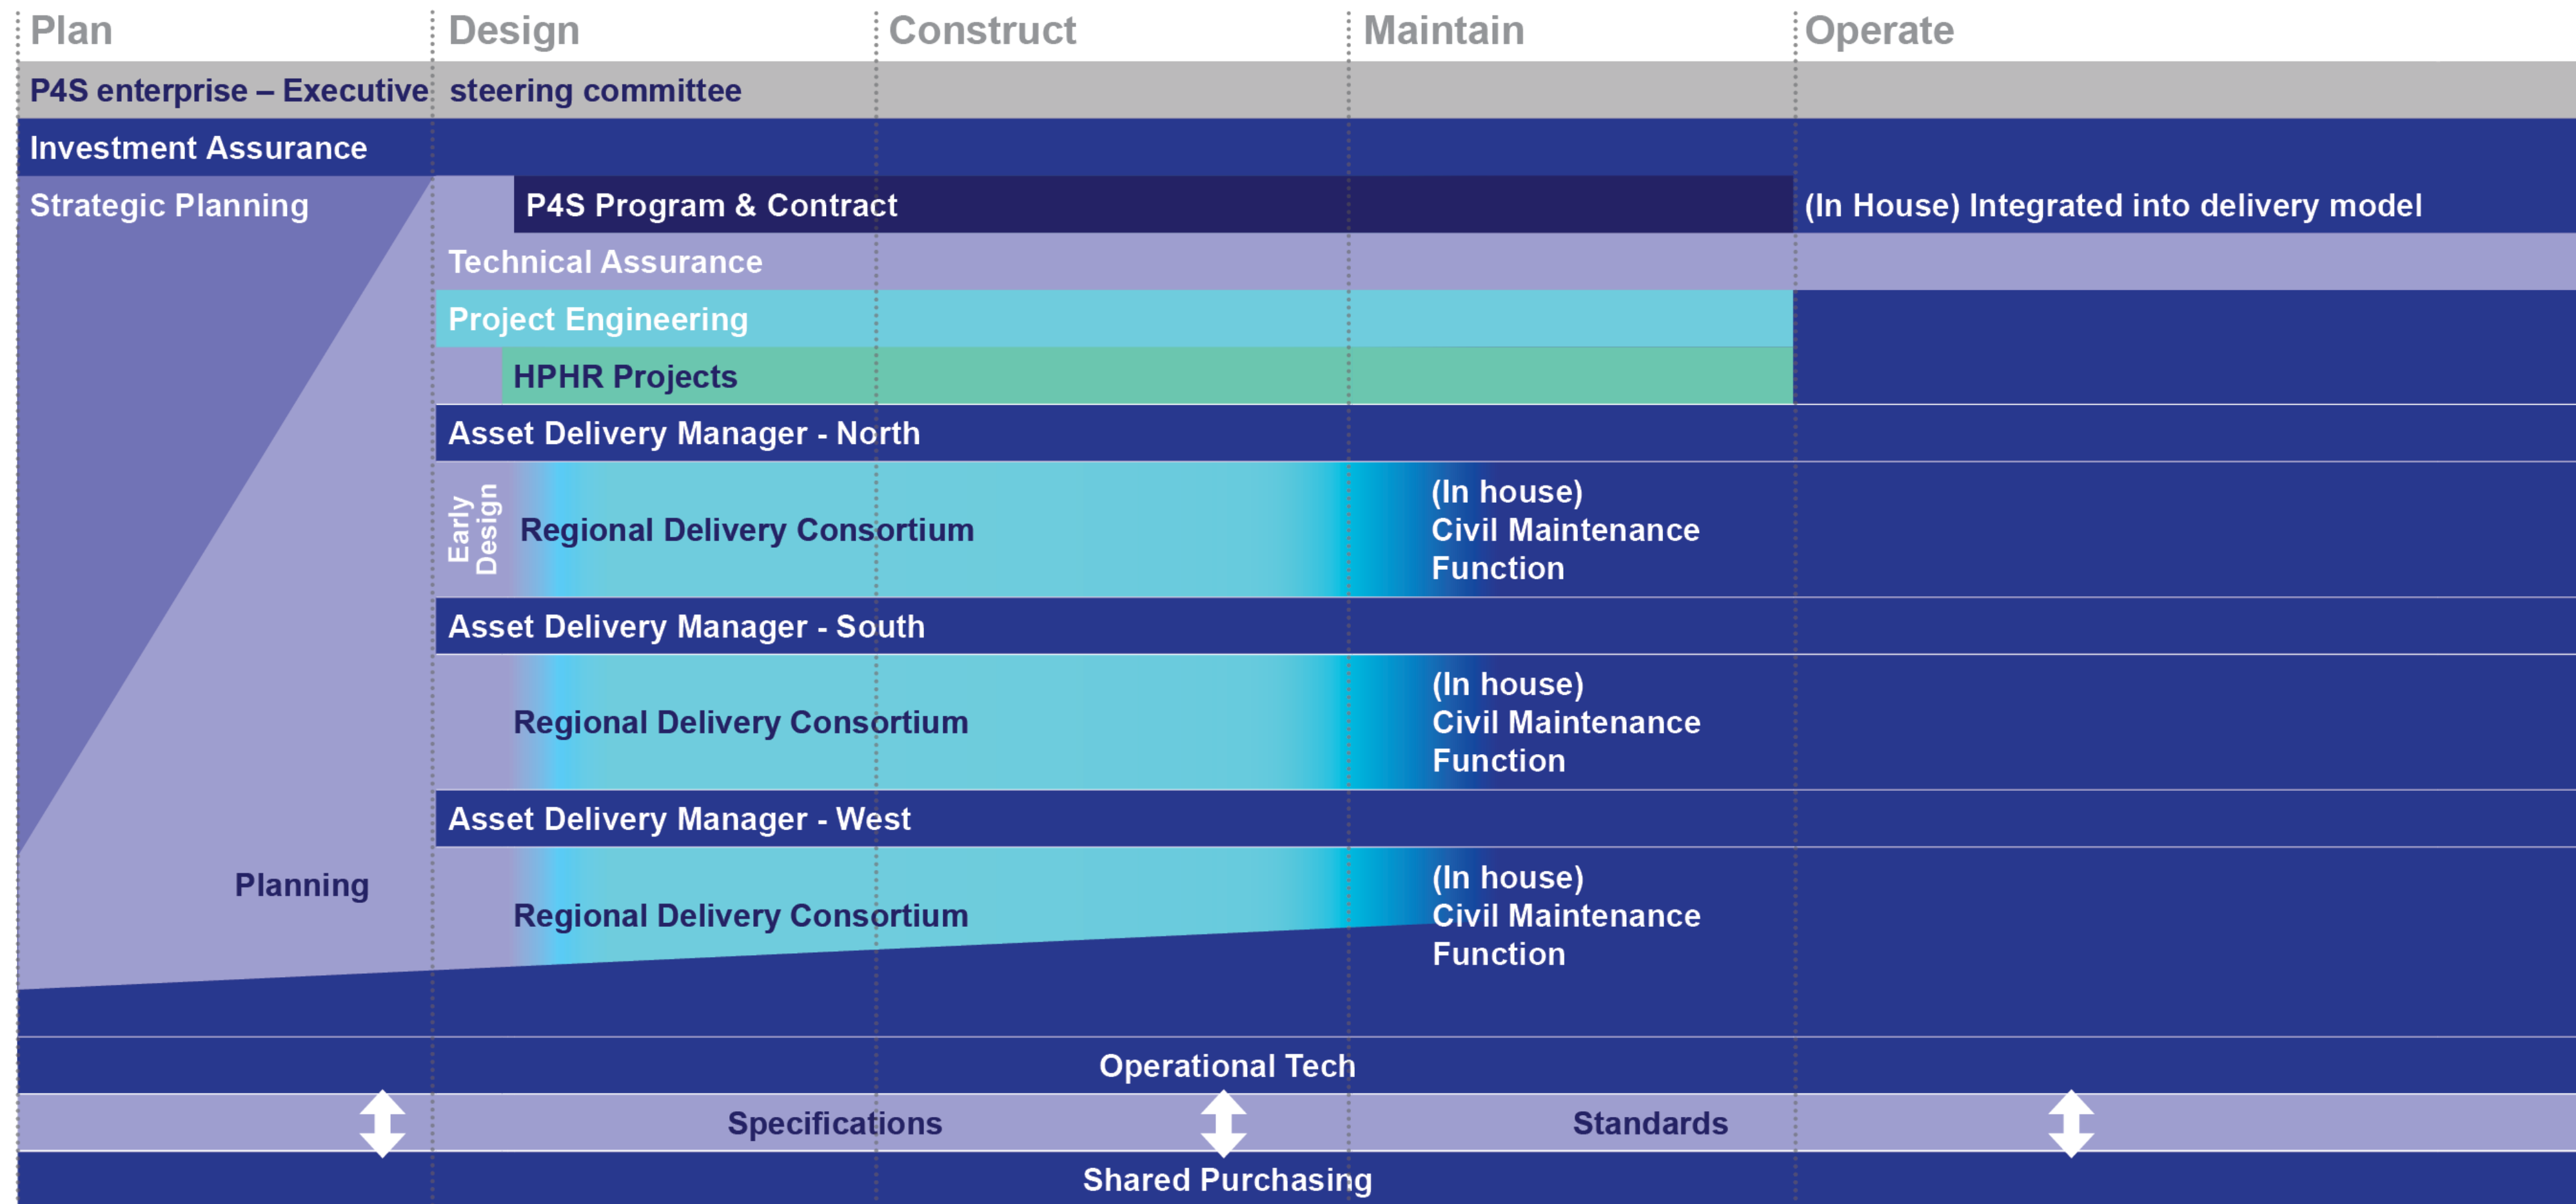 Plan
Design
Construct
Maintain
Operate
P4S enterprise – Executive steering committee
Investment Assurance
Strategic Planning
P4S Program & Contract
(In House) Integrated into delivery model
Technical Assurance
Project Engineering
HPHR Projects
Asset Delivery Manager - North
Early
Design
Regional Delivery Consortium
(In house)
Civil Maintenance
Function
Asset Delivery Manager - South
Regional Delivery Consortium
(In house)
Civil Maintenance
Function
Asset Delivery Manager - West
Planning
Regional Delivery Consortium
(In house)
Civil Maintenance
Function
Operational Tech
Specifications
Standards
Shared Purchasing